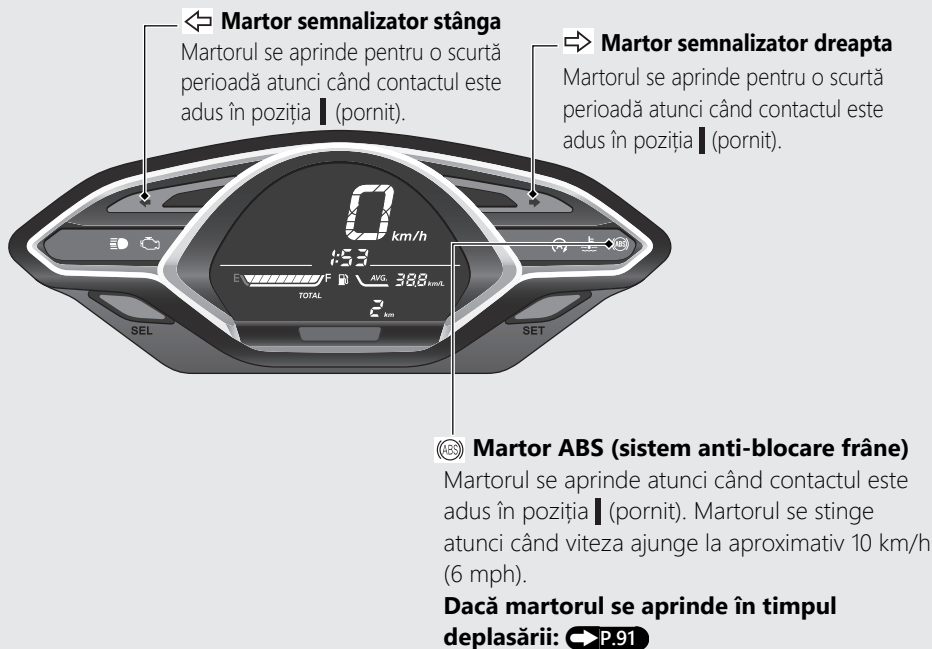 Martor semnalizator stânga
Martorul se aprinde pentru o scurtă
perioadă atunci când contactul este
adus în poziția (pornit).
Martor semnalizator dreapta
Martorul se aprinde pentru o scurtă
perioadă atunci când contactul este
adus în poziția (pornit).
0 km/h
1:53
E F AVG. 38.8 km/L
TOTAL
2 km
ABS
SEL
SET
ABS Martor ABS (sistem anti-blocare frâne)
Martorul se aprinde atunci când contactul este
adus în poziția (pornit). Martorul se stinge
atunci când viteza ajunge la aproximativ 10 km/h
(6 mph).
Dacă martorul se aprinde în timpul
deplasării: P.91